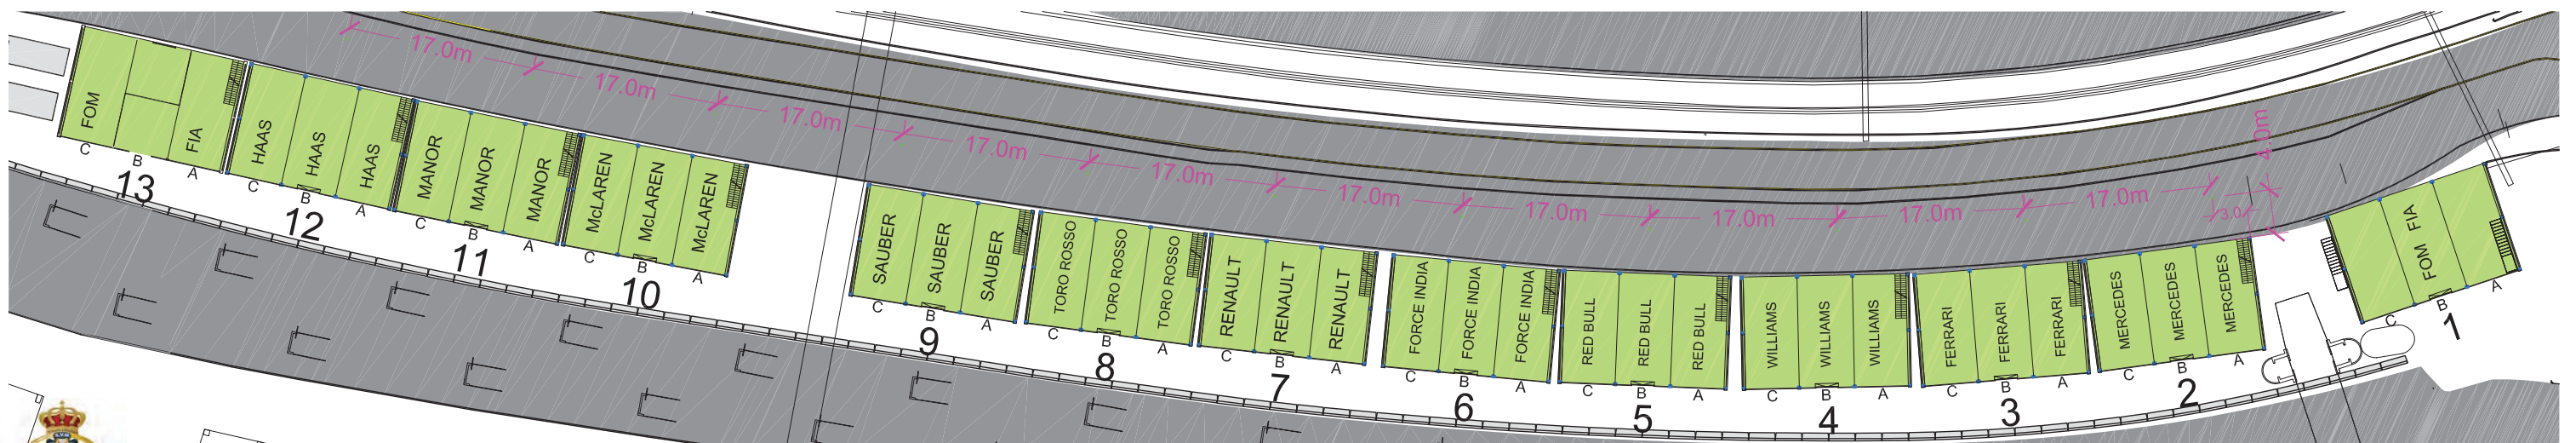 17.0m
17.0m
17.0m
17.0m
17.0m
17.0m
17.0m
17.0m
17.0m
17.0m
4.0m
3.0
FOM
FIA
C B A
13
HAAS
HAAS
HAAS
C B A
12
MANOR
MANOR
MANOR
C B A
11
McLAREN
McLAREN
McLAREN
C B A
10
SAUBER
SAUBER
SAUBER
C B A
9
TORO ROSSO
TORO ROSSO
TORO ROSSO
C B A
8
RENAULT
RENAULT
RENAULT
C B A
7
FORCE INDIA
FORCE INDIA
FORCE INDIA
C B A
6
RED BULL
RED BULL
RED BULL
C B A
5
WILLIAMS
WILLIAMS
WILLIAMS
C B A
4
FERRARI
FERRARI
FERRARI
C B A
3
MERCEDES
MERCEDES
MERCEDES
C B A
2
FOM FIA
C B A
1